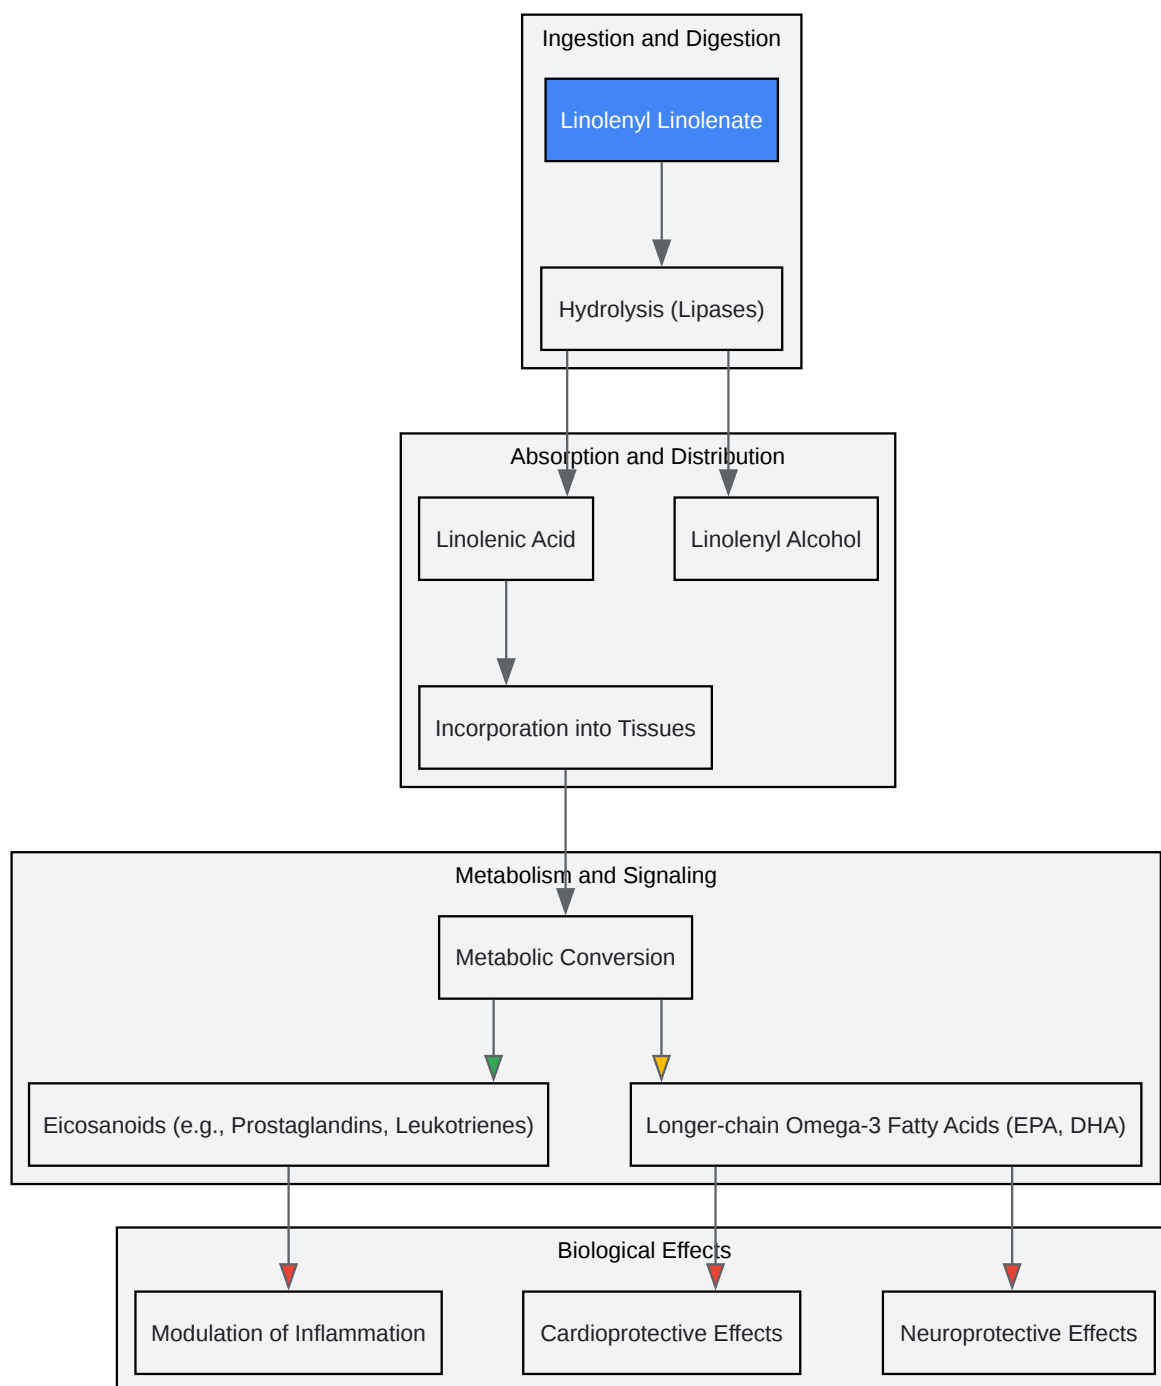 Ingestion and Digestion
Linolenyl Linolenate
Hydrolysis (Lipases)
Absorption and Distribution
Linolenic Acid
Linolenyl Alcohol
Incorporation into Tissues
Metabolism and Signaling
Metabolic Conversion
Eicosanoids (e.g., Prostaglandins, Leukotrienes)
Longer-chain Omega-3 Fatty Acids (EPA, DHA)
Biological Effects
Modulation of Inflammation
Cardioprotective Effects
Neuroprotective Effects